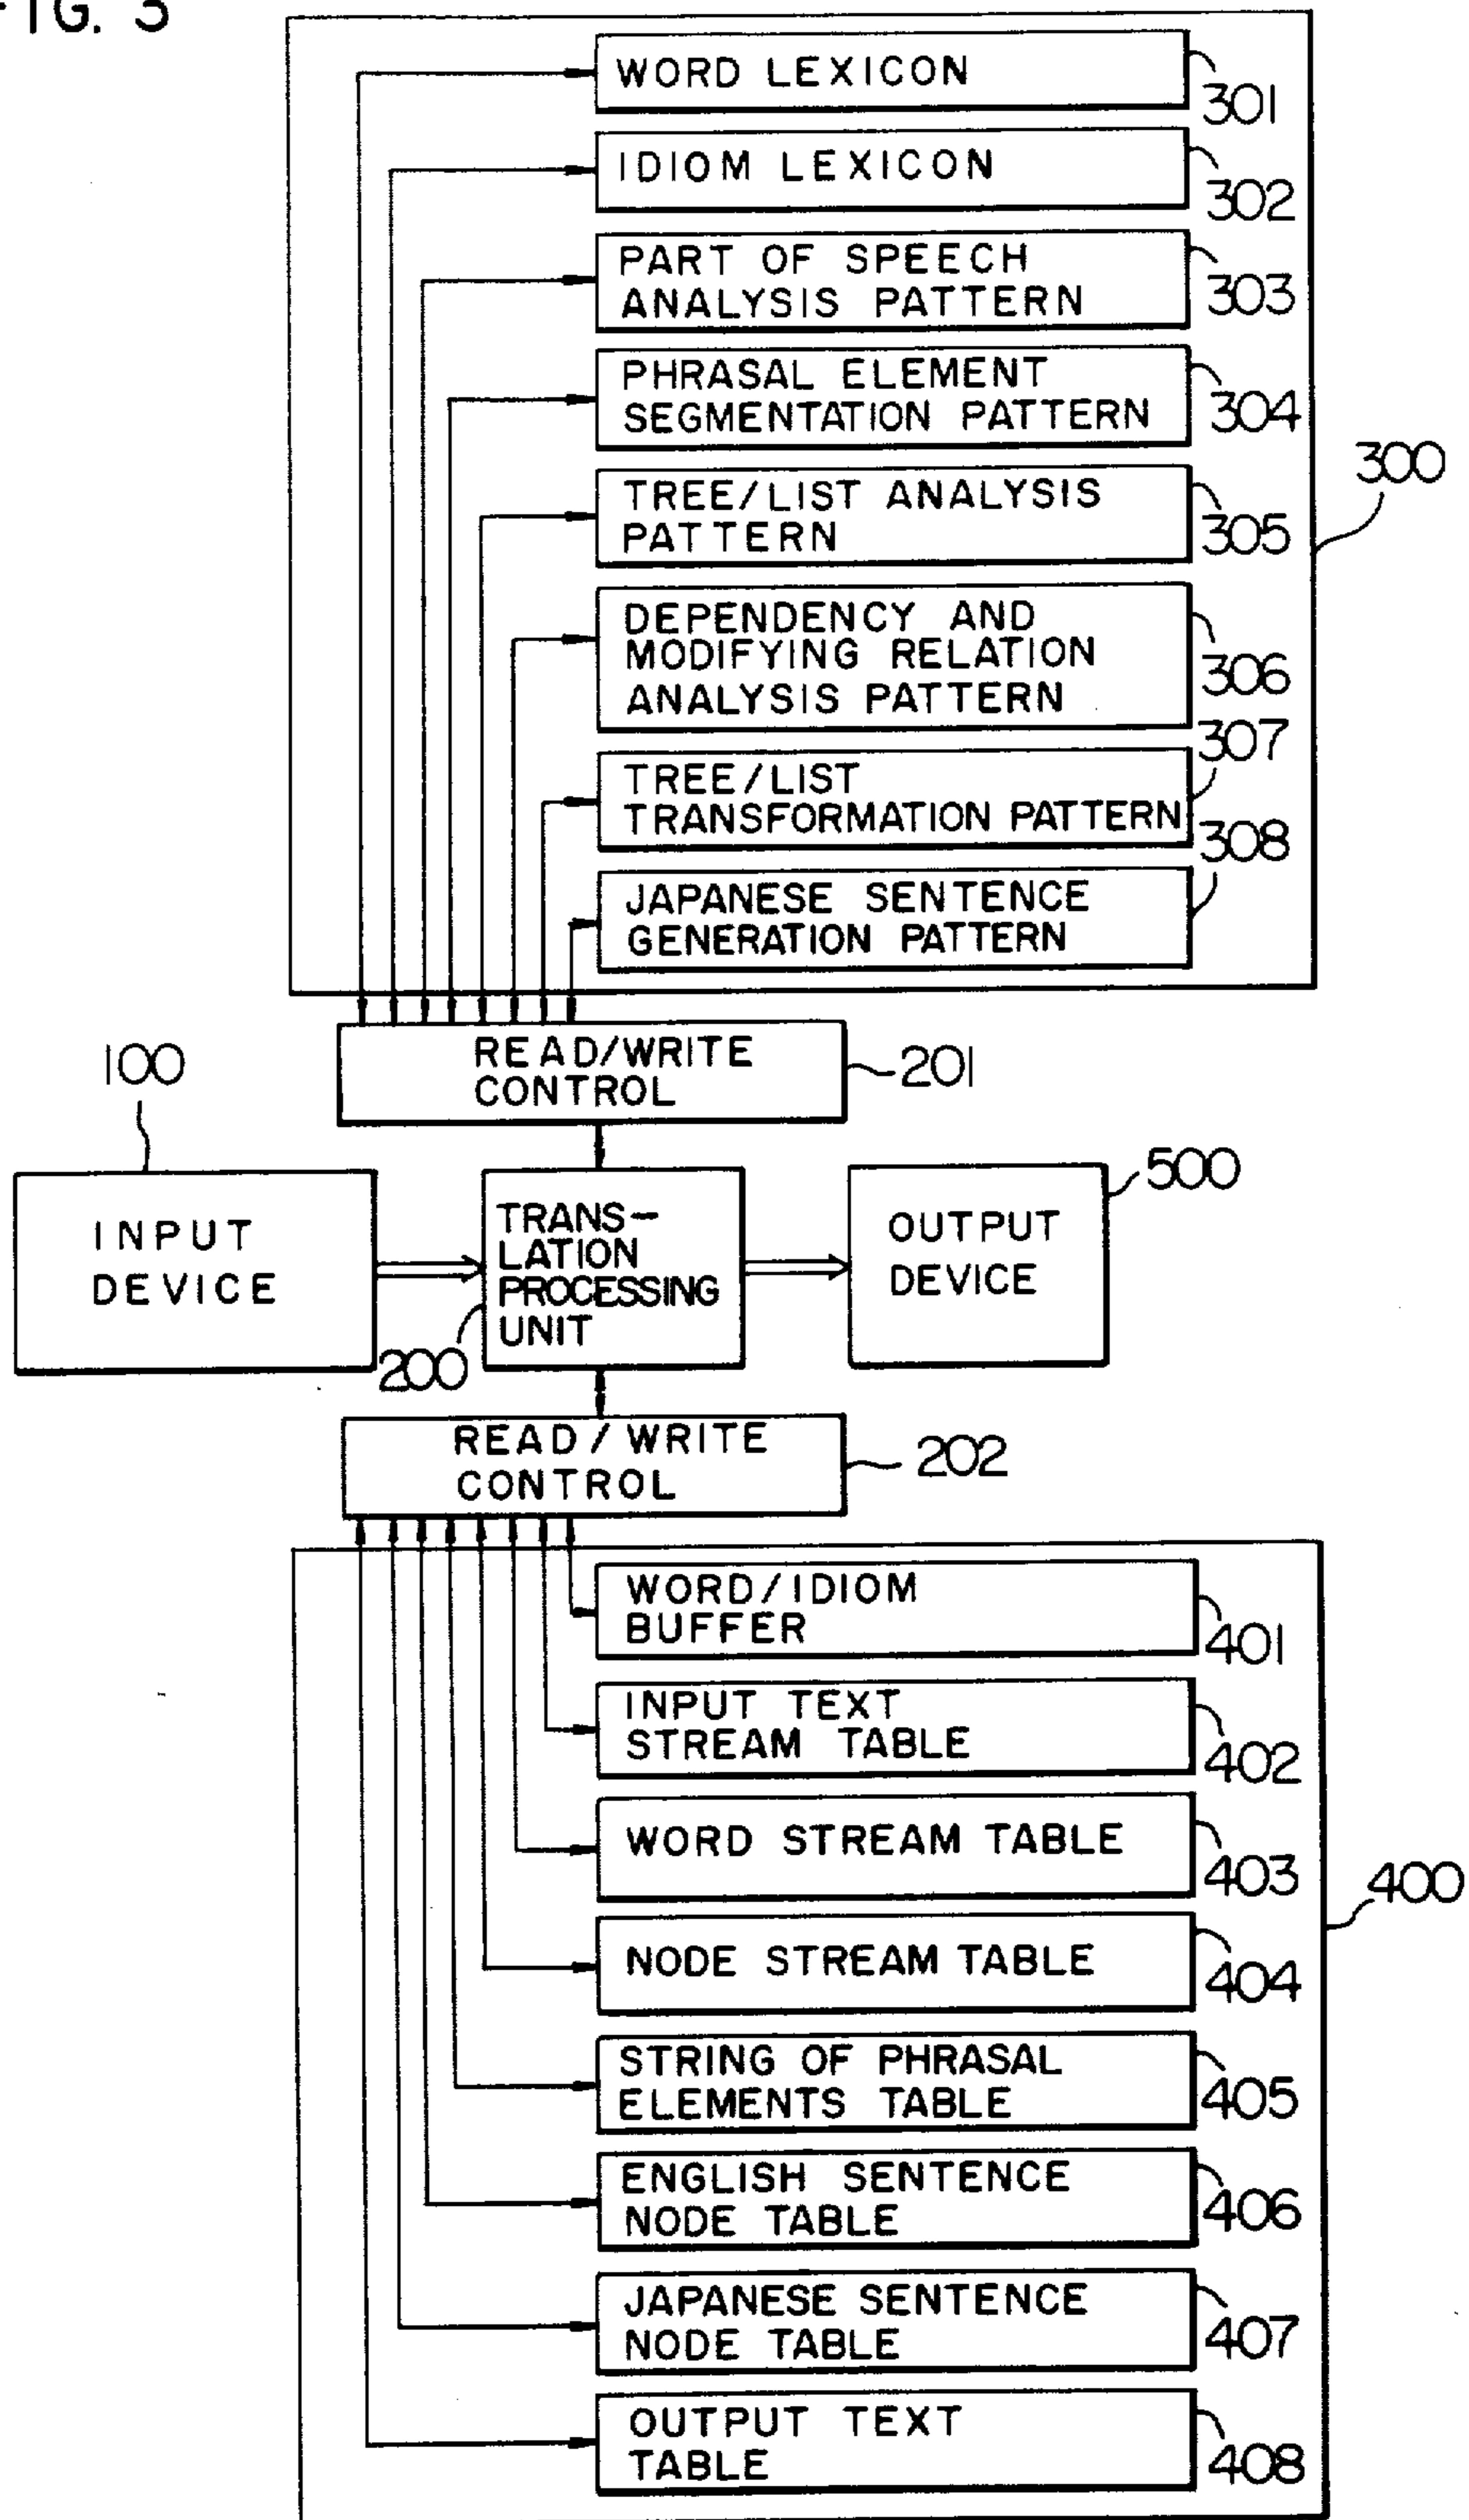 FIG. 3
WORD LEXICON
301
IDIOM LEXICON
302
PART OF SPEECH
ANALYSIS PATTERN
303
PHRASAL ELEMENT
SEGMENTATION PATTERN
304
300
TREE/LIST ANALYSIS
PATTERN
305
DEPENDENCY AND
MODIFYING RELATION
ANALYSIS PATTERN
306
307
TREE/LIST
TRANSFORMATION PATTERN
308
JAPANESE SENTENCE
GENERATION PATTERN
READ/WRITE
CONTROL
201
100
INPUT
DEVICE
TRANS-
LATION
PROCESSING
UNIT
200
500
OUTPUT
DEVICE
READ/WRITE
CONTROL
202
WORD/IDIOM
BUFFER
401
INPUT TEXT
STREAM TABLE
402
WORD STREAM TABLE
403
400
NODE STREAM TABLE
404
STRING OF PHRASAL
ELEMENTS TABLE
405
ENGLISH SENTENCE
NODE TABLE
406
JAPANESE SENTENCE
NODE TABLE
407
OUTPUT TEXT
TABLE
408